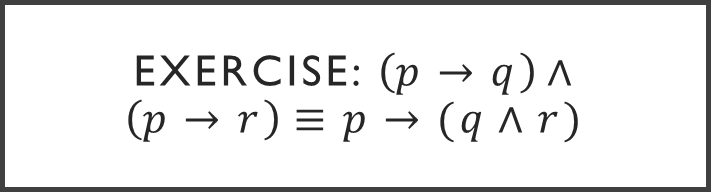 EXERCISE: (𝑝 → 𝑞) ∧
(𝑝 → 𝑟) ≡ 𝑝 → (𝑞 ∧ 𝑟)